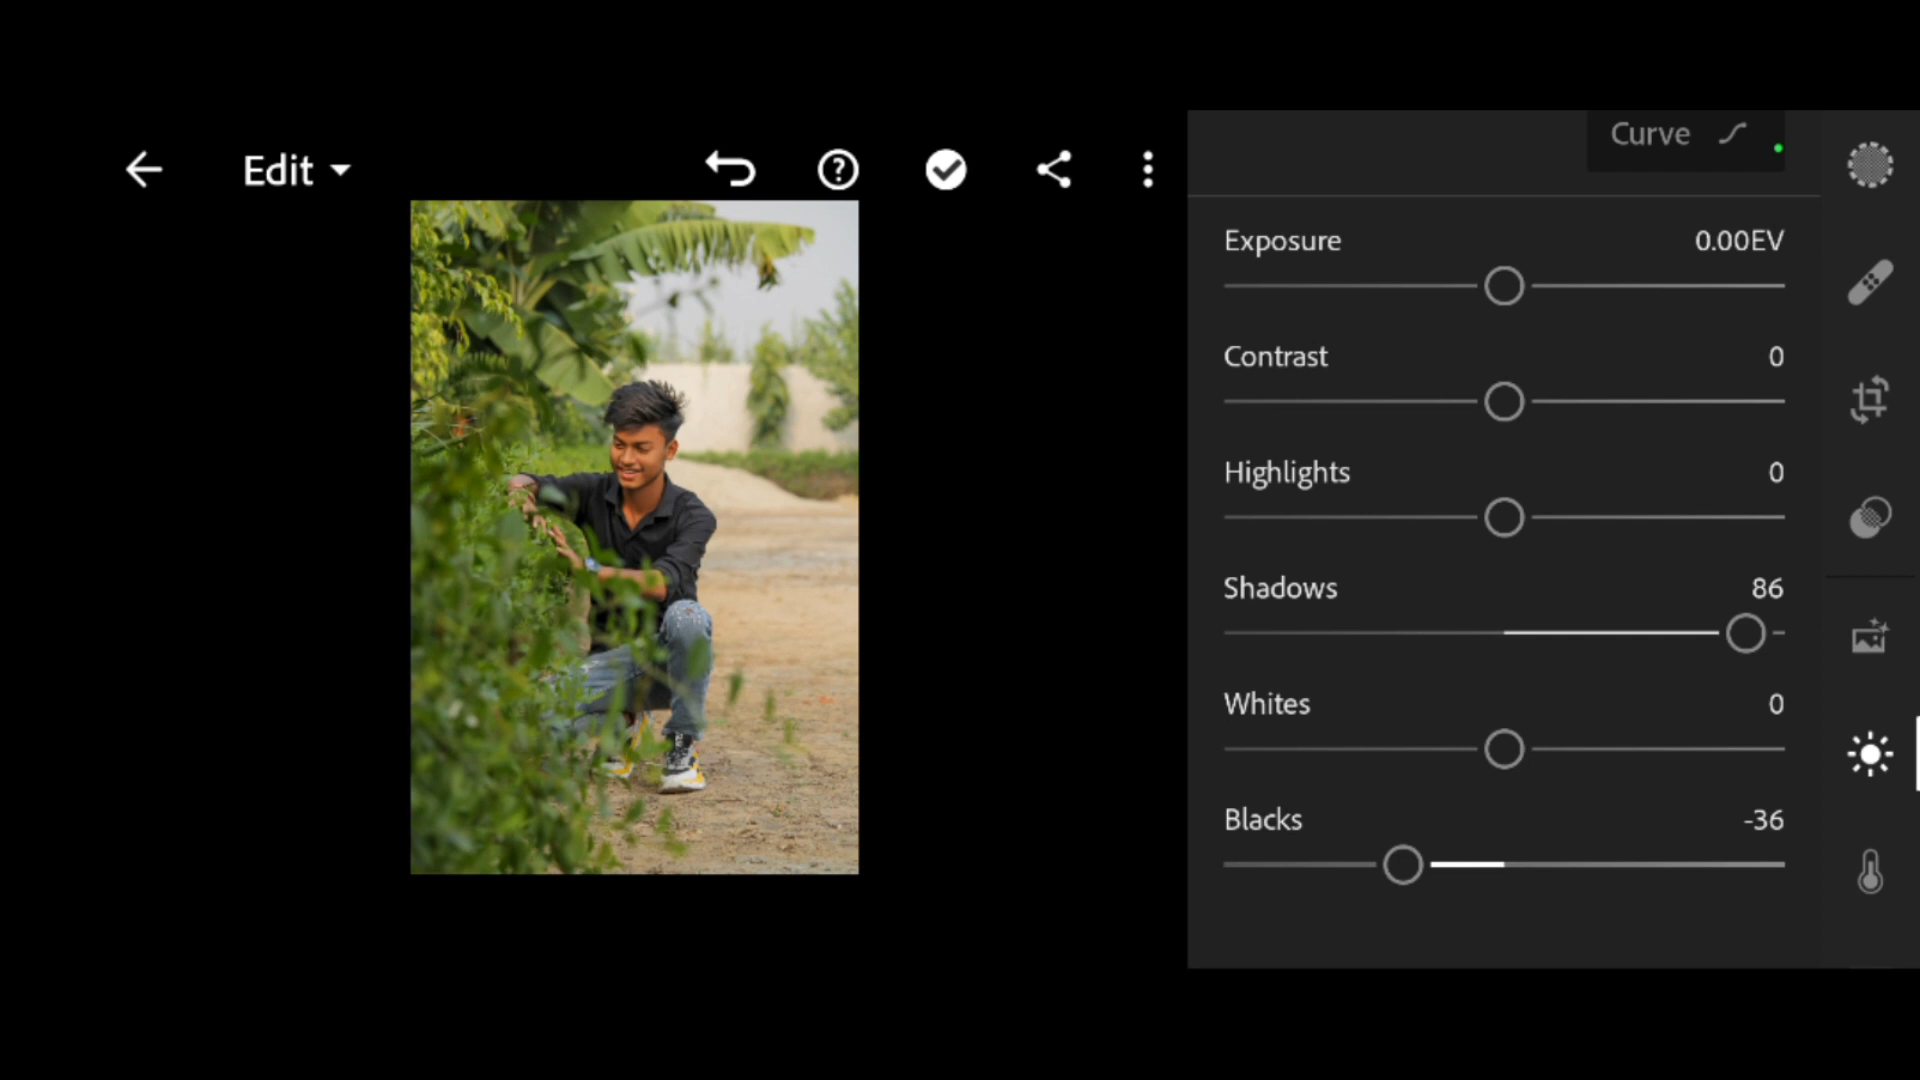 Edit
Curve
Exposure 0.00EV
Contrast 0
Highlights 0
Shadows 86
Whites 0
Blacks -36